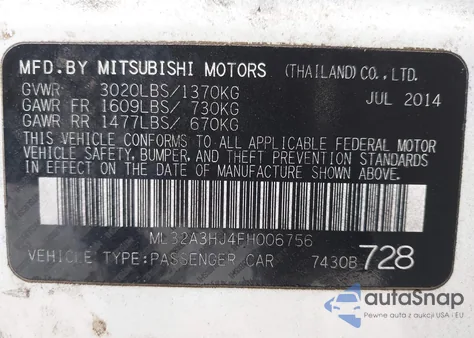 MFD.BY MITSUBISHI MOTORS (THAILAND) CO., LTD.
GVWR 3020LBS/1370KG JUL 2014
GAWR FR 1609LBS/ 730KG
GAWR RR 1477LBS/ 670KG
THIS VEHICLE CONFORMS TO ALL APPLICABLE FEDERAL MOTOR
VEHICLE SAFETY, BUMPER, AND THEFT PREVENTION STANDARDS
IN EFFECT ON THE DATE OF MANUFACTURE SHOWN ABOVE.
ML32A3HJ4FH006756
VEHICLE TYPE:PASSENGER CAR 7430B 728
autoSnap
Pewne auta z aukcji USA i EU